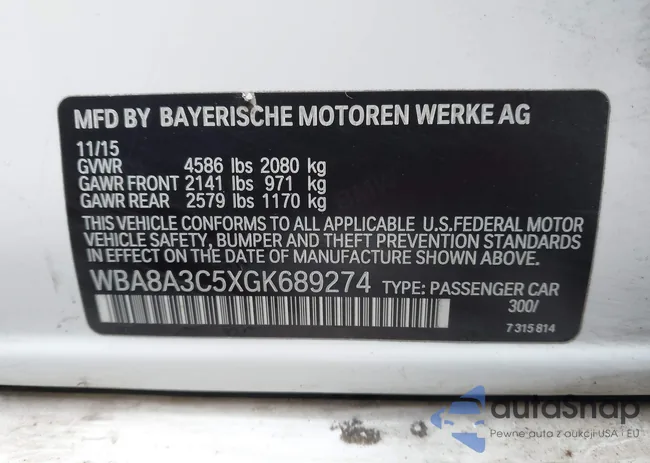 MFD BY BAYERISCHE MOTOREN WERKE AG
11/15
GVWR 4586 lbs 2080 kg
GAWR FRONT 2141 lbs 971 kg
GAWR REAR 2579 lbs 1170 kg
THIS VEHICLE CONFORMS TO ALL APPLICABLE U.S.FEDERAL MOTOR
VEHICLE SAFETY, BUMPER AND THEFT PREVENTION STANDARDS
IN EFFECT ON THE DATE OF MANUFACTURE SHOWN ABOVE.
WBA8A3C5XGK689274 TYPE: PASSENGER CAR
300/
7 315 814
autoSnap
Pewne auto z aukcji USA i EU